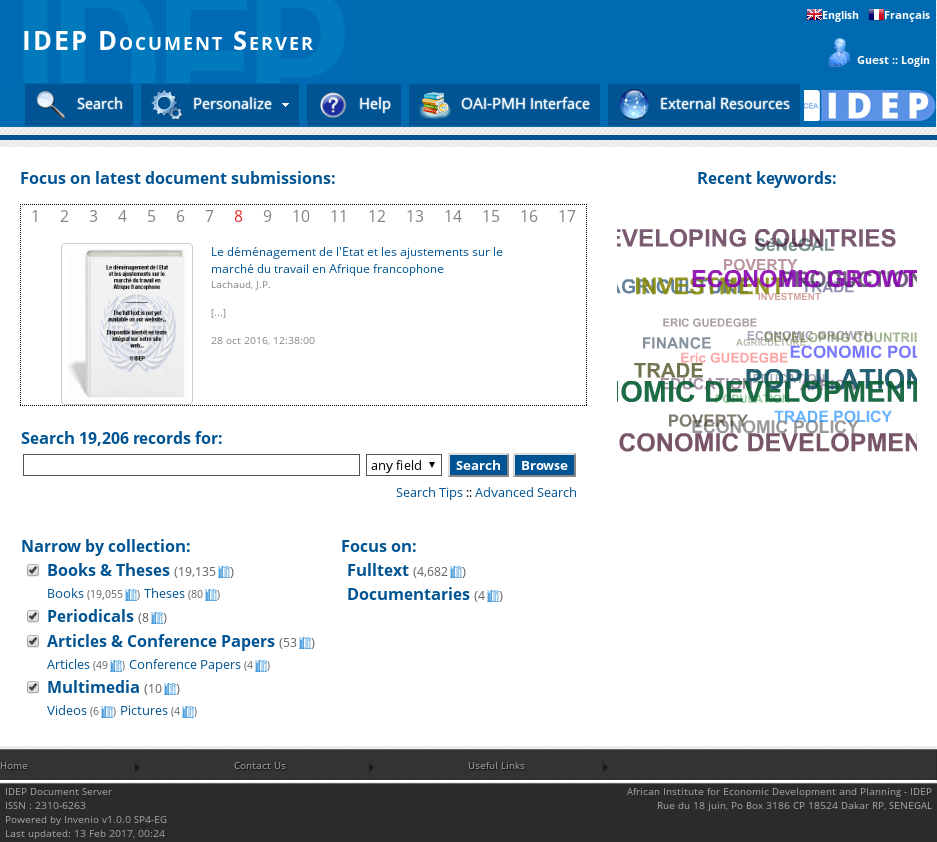 English Français
IDEP Document Server
Guest :: Login
Search Personalize Help OAI-PMH Interface External Resources
CEA IDEP
Focus on latest document submissions:
1 2 3 4 5 6 7 8 9 10 11 12 13 14 15 16 17
Le déménagement de l'Etat et les ajustements sur le
marché du travail en Afrique francophone
Lachaud, J.P.
[...]
28 oct 2016, 12:38:00
Le déménagement de l'Etat
et les ajustements sur le
marché du travail en
Afrique francophone
The full text is not yet
available on our website...
Disponible bientôt en texte
intégral sur notre site
web...
© IDEP
Recent keywords:
EVELOPING COUNTRIES
SéNéGAL
POVERTY
ECONOMIC GROWT
PRODUCTION
AGRICULT
INVESTMENT
TRADE
INVESTMENT
ERIC GUEDEGBE
ECONOMIC GROWTH
DEVELOPING COUNTRIE
FINANCE
AGRICULTURE
ECONOMIC POL
Eric GUEDEGBE
TRADE
POPULATION
EDUCATION
OMIC DEVELOPMENT
POPULATION
TRADE POLICY
POVERTY
ECONOMIC POLICY
CONOMIC DEVELOPMEN
Search 19,206 records for:
any field Search Browse
Search Tips :: Advanced Search
Narrow by collection:
Books & Theses (19,135)
Books (19,055) Theses (80)
Periodicals (8)
Articles & Conference Papers (53)
Articles (49) Conference Papers (4)
Multimedia (10)
Videos (6) Pictures (4)
Focus on:
Fulltext (4,682)
Documentaries (4)
Home Contact Us Useful Links
IDEP Document Server
ISSN : 2310-6263
Powered by Invenio v1.0.0 SP4-EG
Last updated: 13 Feb 2017, 00:24
African Institute for Economic Development and Planning - IDEP
Rue du 18 juin, Po Box 3186 CP 18524 Dakar RP, SENEGAL